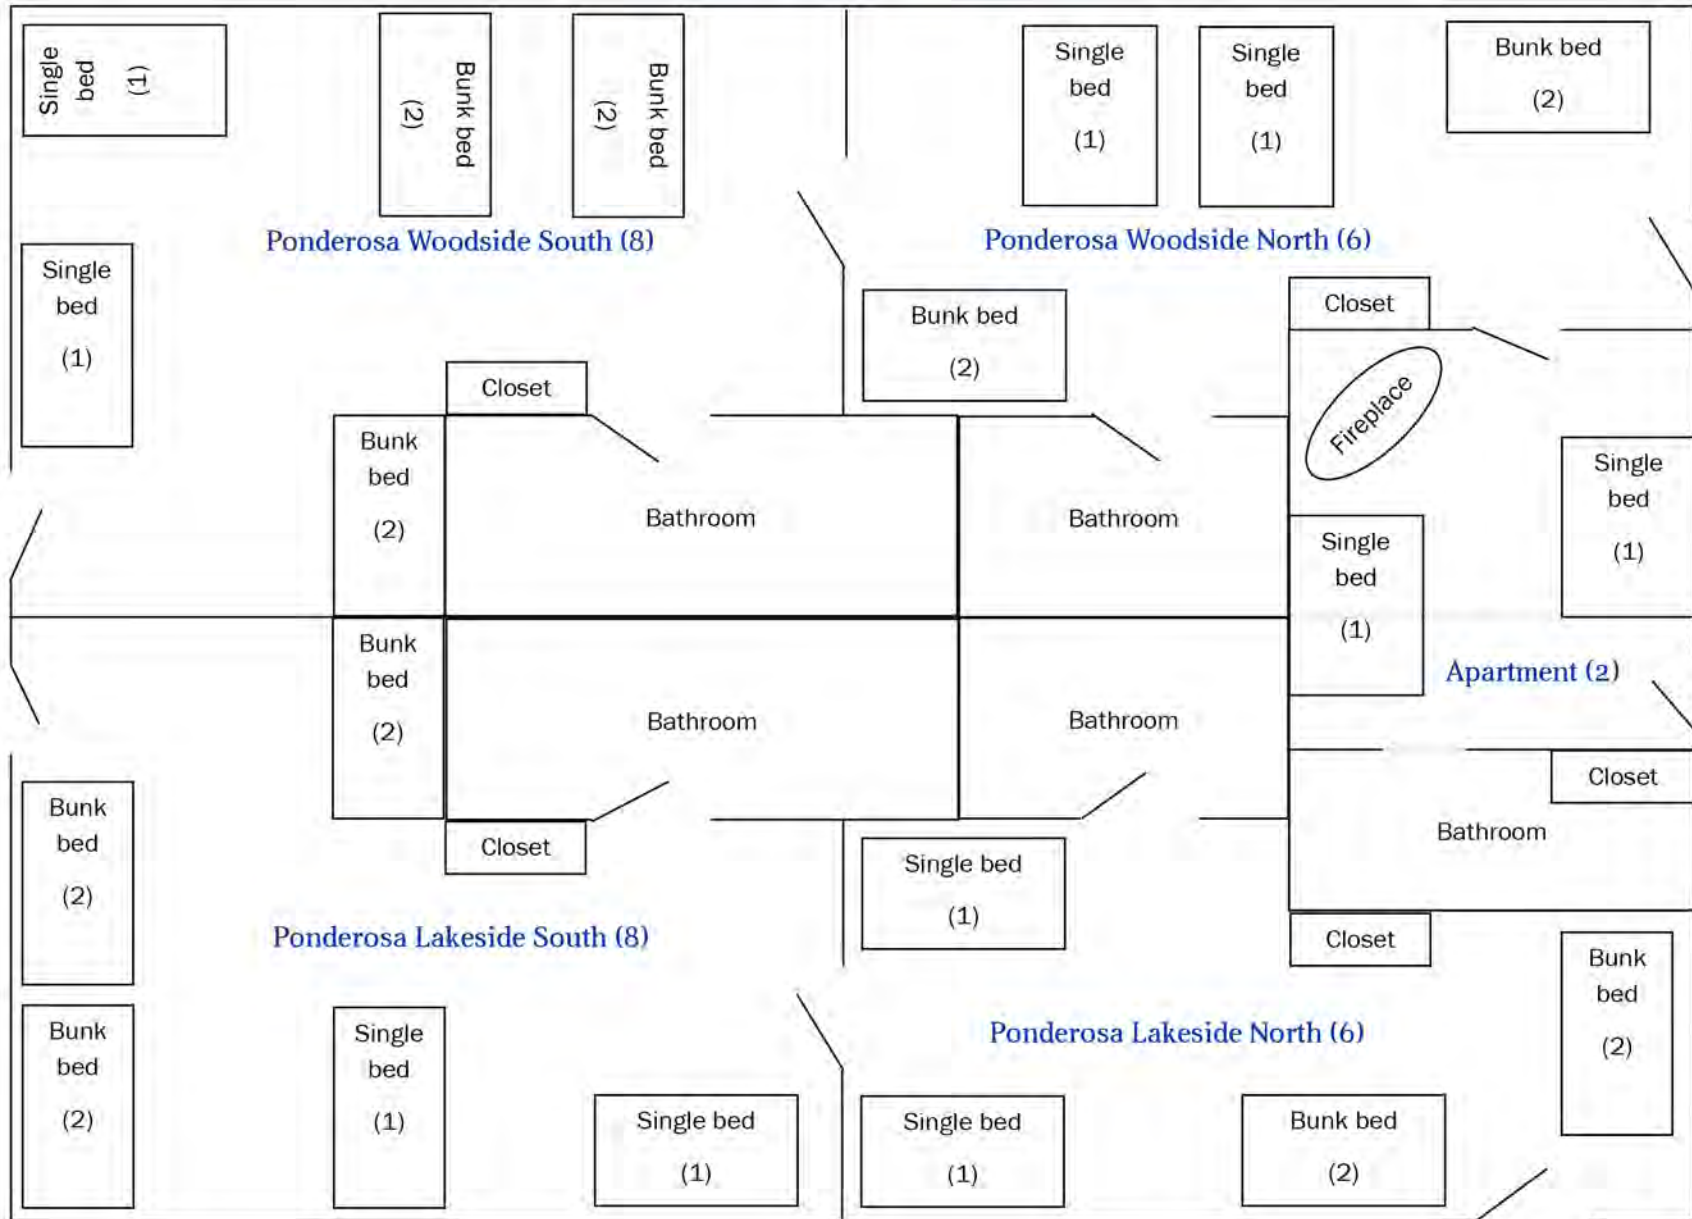 Single
bed
(1)
Bunk bed
(2)
Bunk bed
(2)
Single
bed
(1)
Single
bed
(1)
Bunk bed
(2)
Ponderosa Woodside South (8)
Ponderosa Woodside North (6)
Single
bed
(1)
Closet
Bunk bed
(2)
Closet
Fireplace
Bunk
bed
(2)
Bathroom
Bathroom
Single
bed
(1)
Single
bed
(1)
Bunk
bed
(2)
Bathroom
Bathroom
Apartment (2)
Closet
Bathroom
Bunk
bed
(2)
Closet
Single bed
(1)
Closet
Ponderosa Lakeside South (8)
Bunk
bed
(2)
Ponderosa Lakeside North (6)
Bunk
bed
(2)
Single
bed
(1)
Single bed
(1)
Single bed
(1)
Bunk bed
(2)